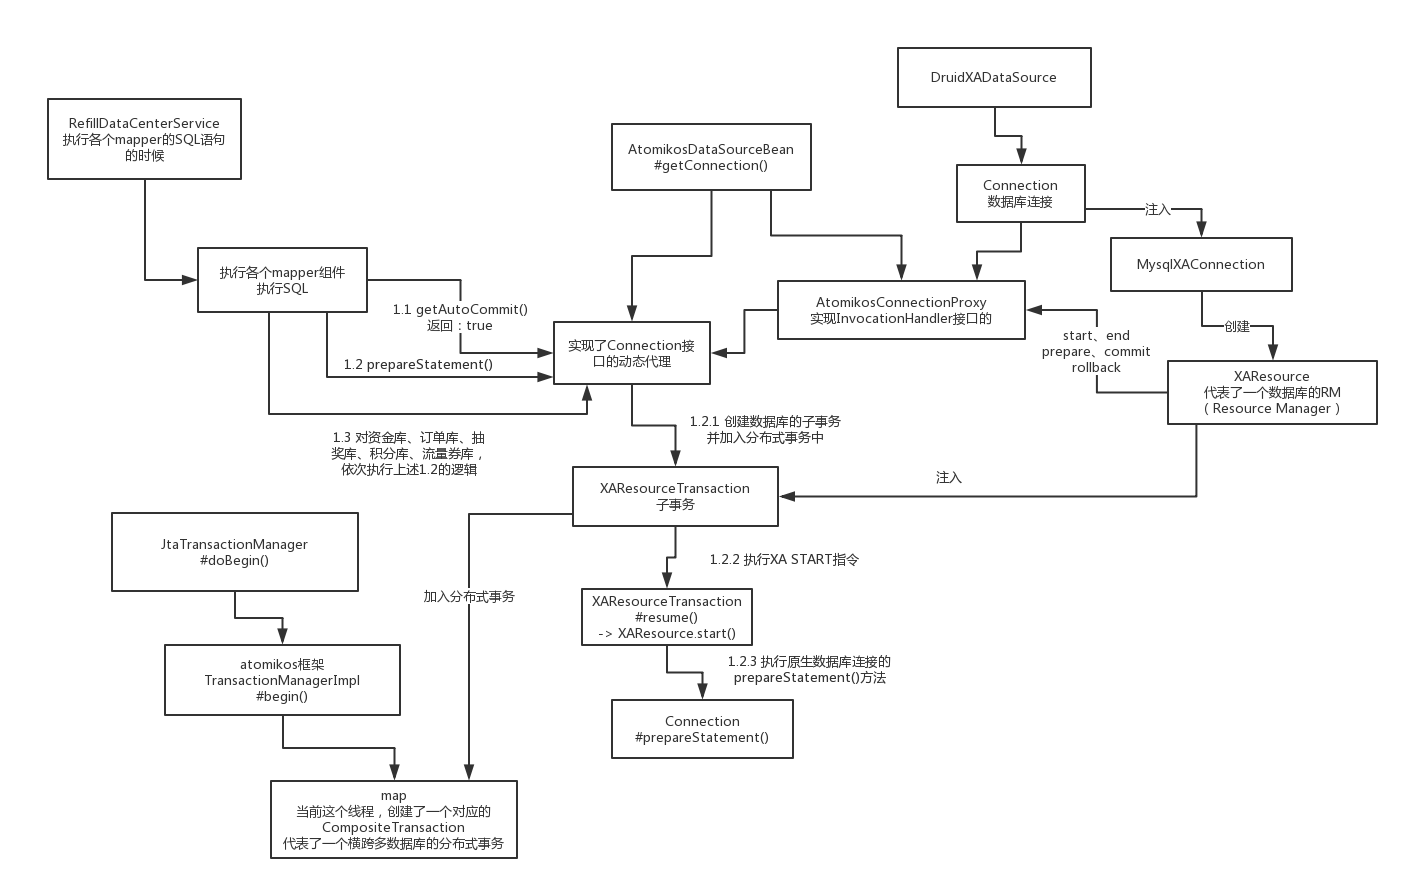 DruidXADataSource
RefillDataCenterService
执行各个mapper的SQL语句
的时候
AtomikosDataSourceBean
#getConnection()
Connection
数据库连接
注入
MysqlXAConnection
执行各个mapper组件
执行SQL
1.1 getAutoCommit()
返回：true
AtomikosConnectionProxy
实现InvocationHandler接口的
创建
实现了Connection接
口的动态代理
start、end
prepare、commit
rollback
1.2 prepareStatement()
XAResource
代表了一个数据库的RM
（Resource Manager）
1.2.1 创建数据库的子事务
并加入分布式事务中
1.3 对资金库、订单库、抽
奖库、积分库、流量券库，
依次执行上述1.2的逻辑
注入
XAResourceTransaction
子事务
JtaTransactionManager
#doBegin()
1.2.2 执行XA START指令
加入分布式事务
XAResourceTransaction
#resume()
-> XAResource.start()
atomikos框架
TransactionManagerImpl
#begin()
1.2.3 执行原生数据库连接的
prepareStatement()方法
Connection
#prepareStatement()
map
当前这个线程，创建了一个对应的
CompositeTransaction
代表了一个横跨多数据库的分布式事务